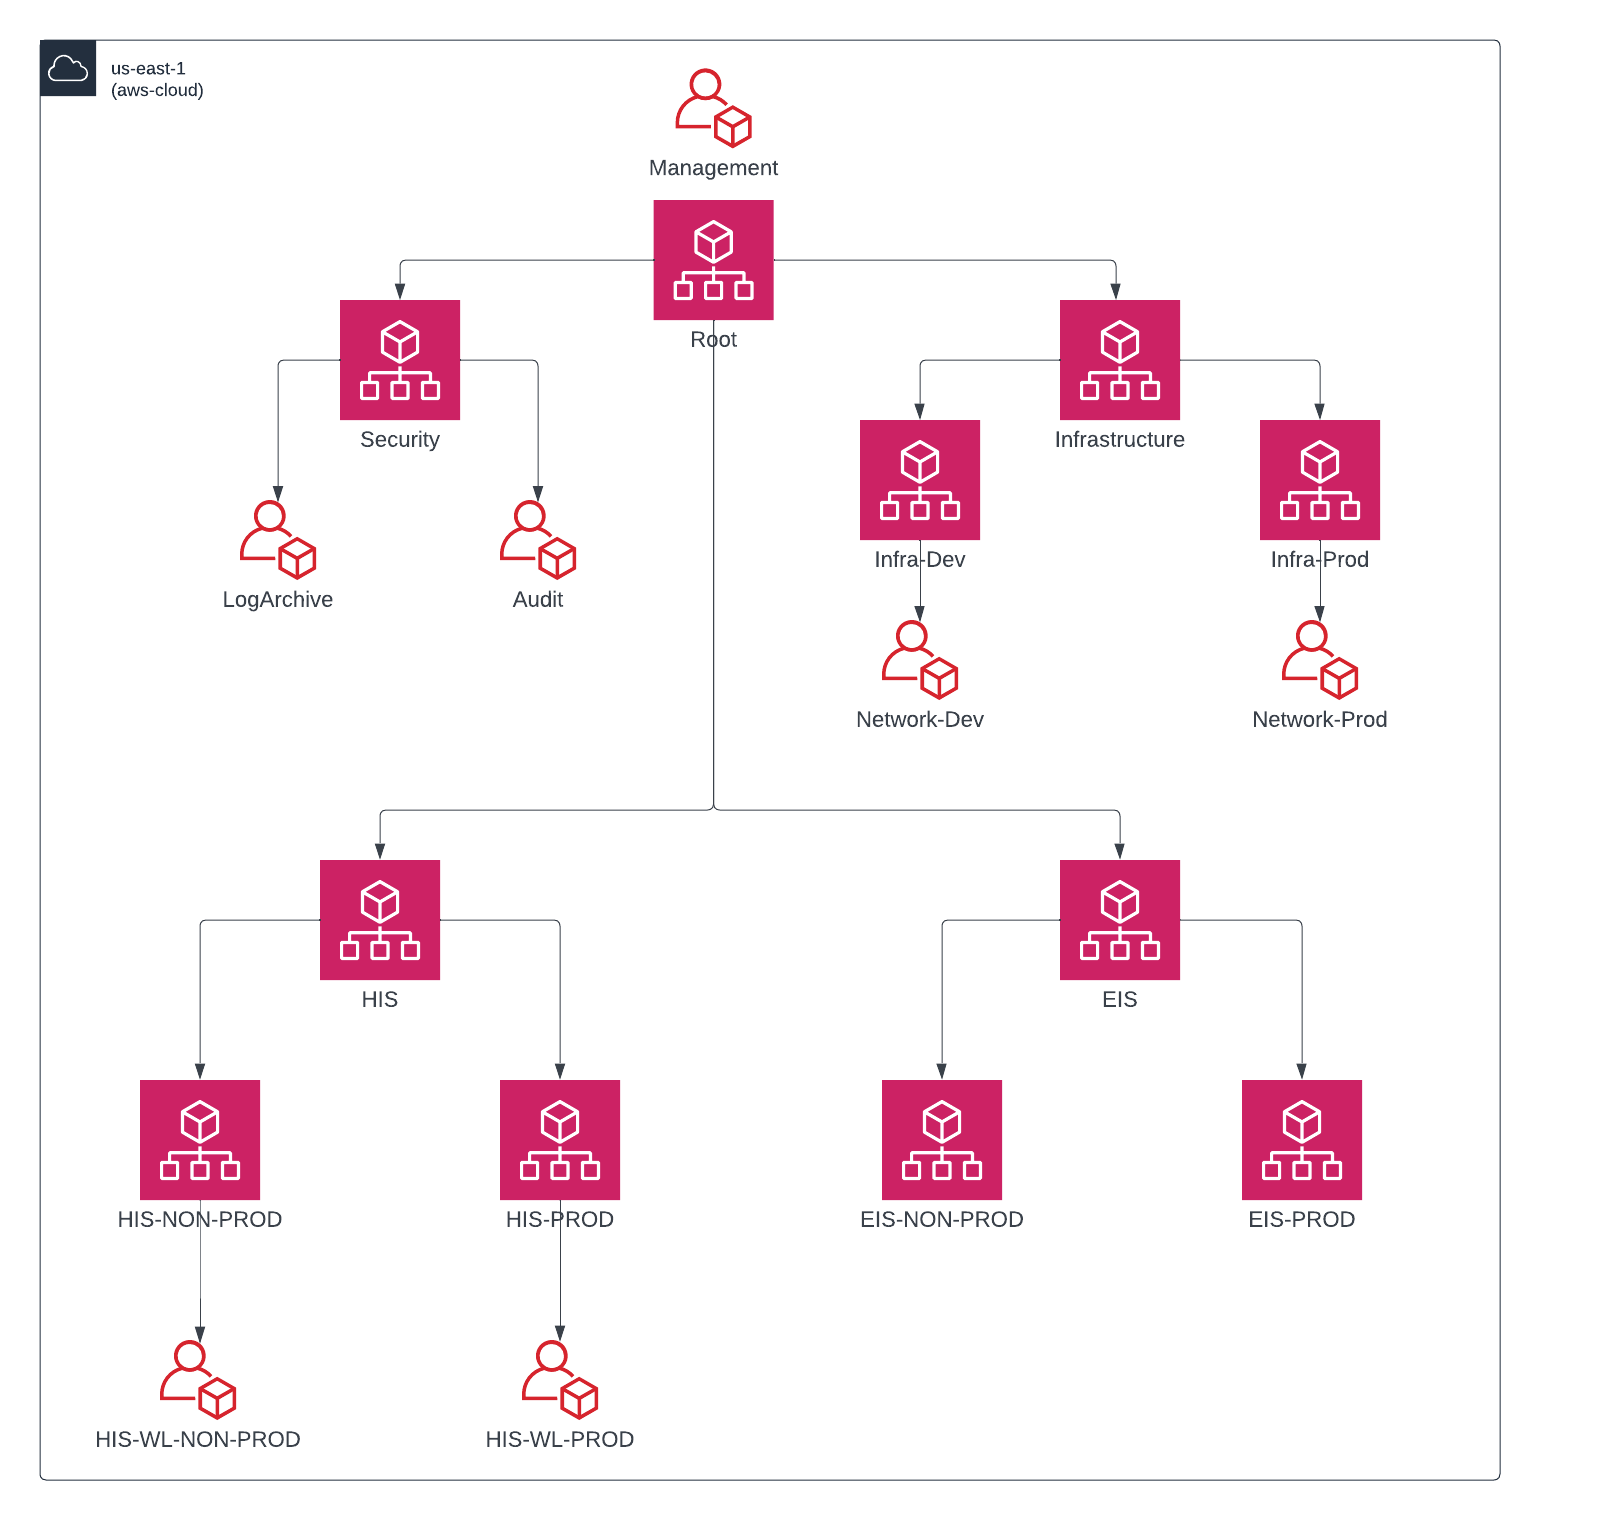 us-east-1
(aws-cloud)
Management
Root
Security
Infrastructure
Infra-Dev
Infra-Prod
LogArchive
Audit
Network-Dev
Network-Prod
HIS
EIS
HIS-NON-PROD
HIS-PROD
EIS-NON-PROD
EIS-PROD
HIS-WL-NON-PROD
HIS-WL-PROD